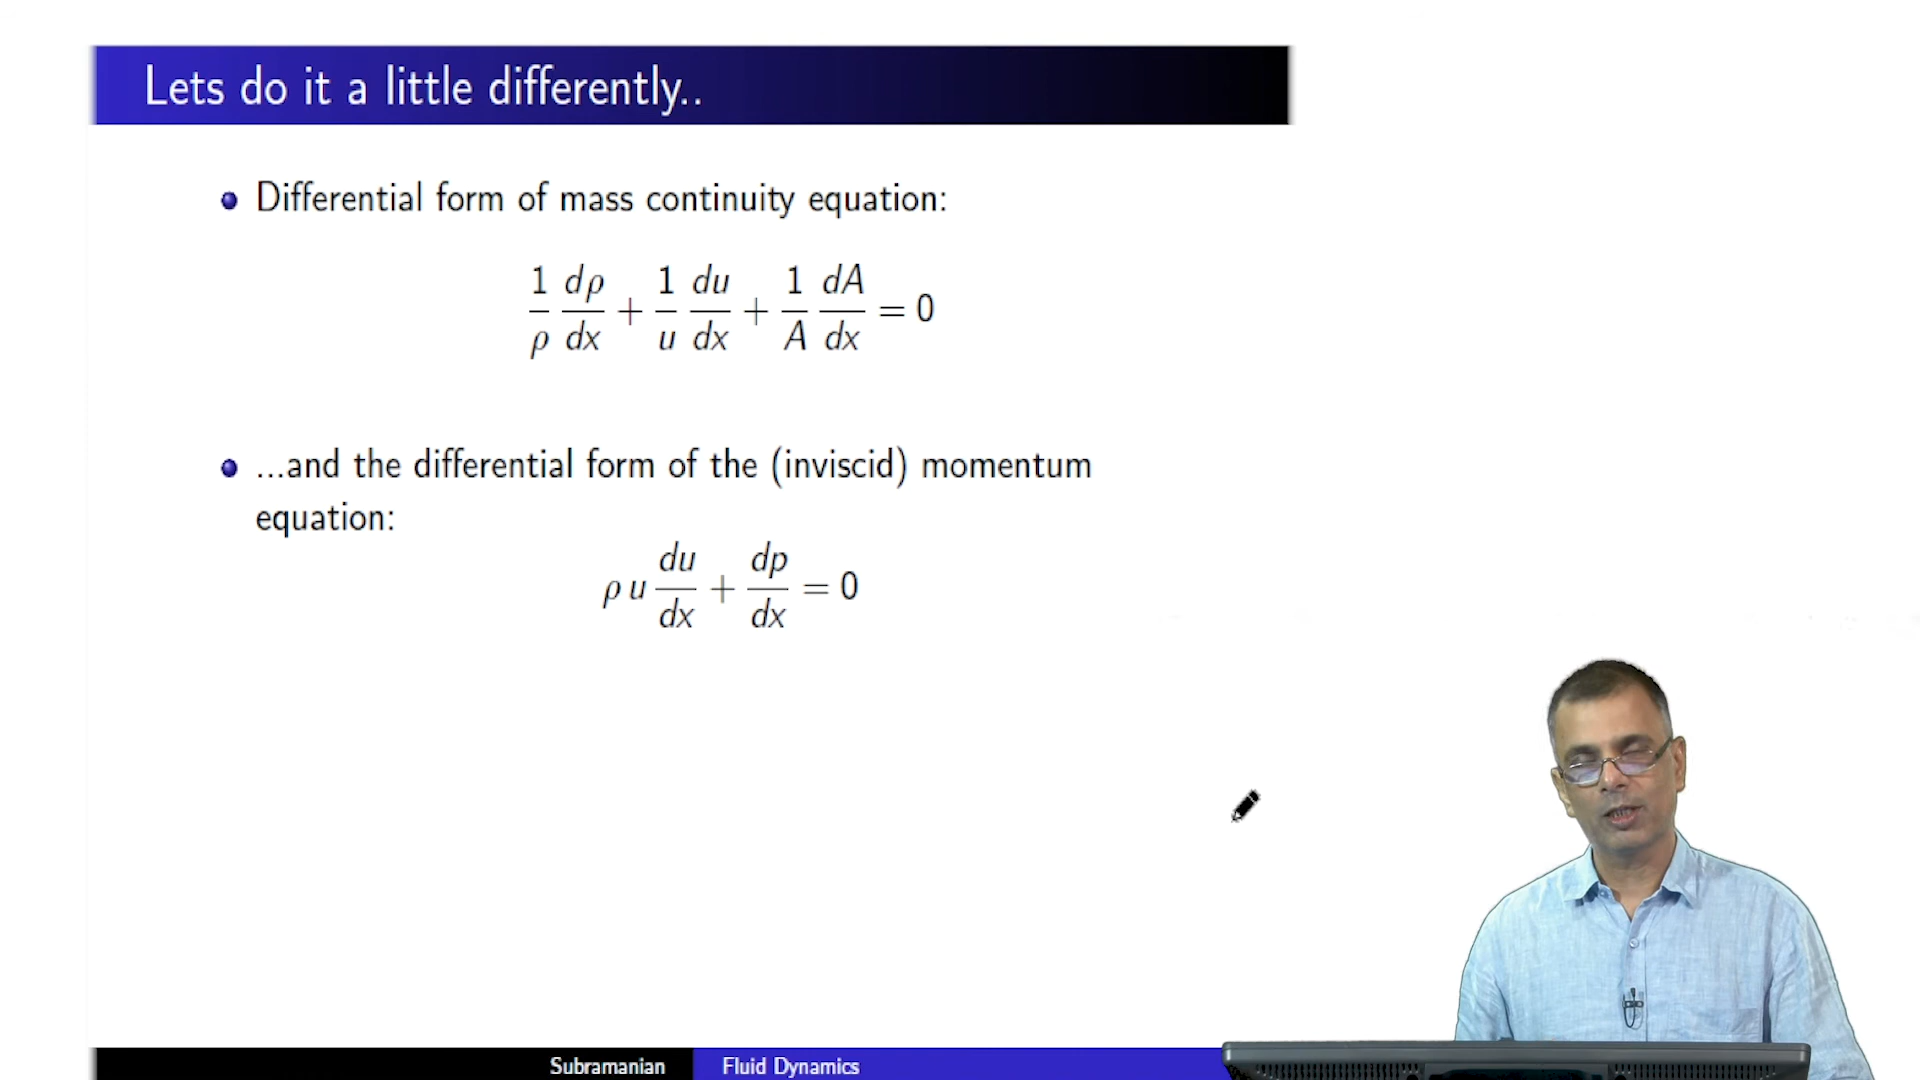 Lets do it a little differently..
Differential form of mass continuity equation:
1/ρ dρ/dx + 1/u du/dx + 1/A dA/dx = 0
...and the differential form of the (inviscid) momentum
equation:
ρ u du/dx + dp/dx = 0
Subramanian Fluid Dynamics